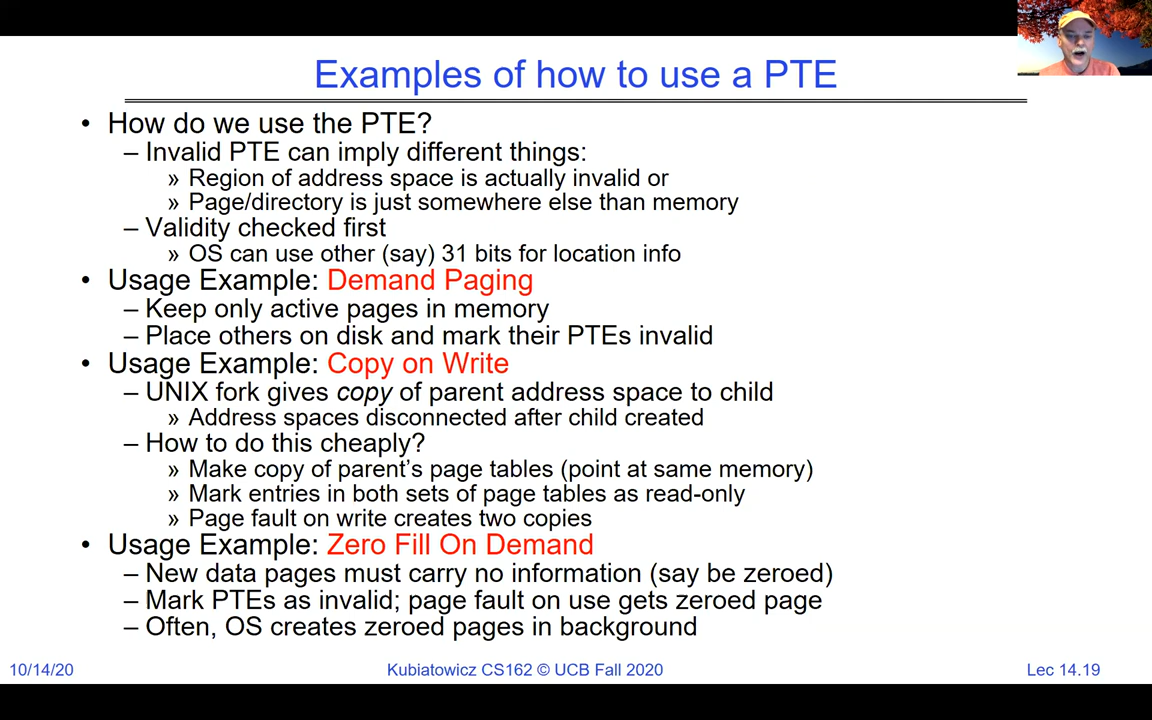 Examples of how to use a PTE
• How do we use the PTE?
– Invalid PTE can imply different things:
» Region of address space is actually invalid or
» Page/directory is just somewhere else than memory
– Validity checked first
» OS can use other (say) 31 bits for location info
• Usage Example: Demand Paging
– Keep only active pages in memory
– Place others on disk and mark their PTEs invalid
• Usage Example: Copy on Write
– UNIX fork gives copy of parent address space to child
» Address spaces disconnected after child created
– How to do this cheaply?
» Make copy of parent’s page tables (point at same memory)
» Mark entries in both sets of page tables as read-only
» Page fault on write creates two copies
• Usage Example: Zero Fill On Demand
– New data pages must carry no information (say be zeroed)
– Mark PTEs as invalid; page fault on use gets zeroed page
– Often, OS creates zeroed pages in background
10/14/20 Kubiatowicz CS162 © UCB Fall 2020 Lec 14.19